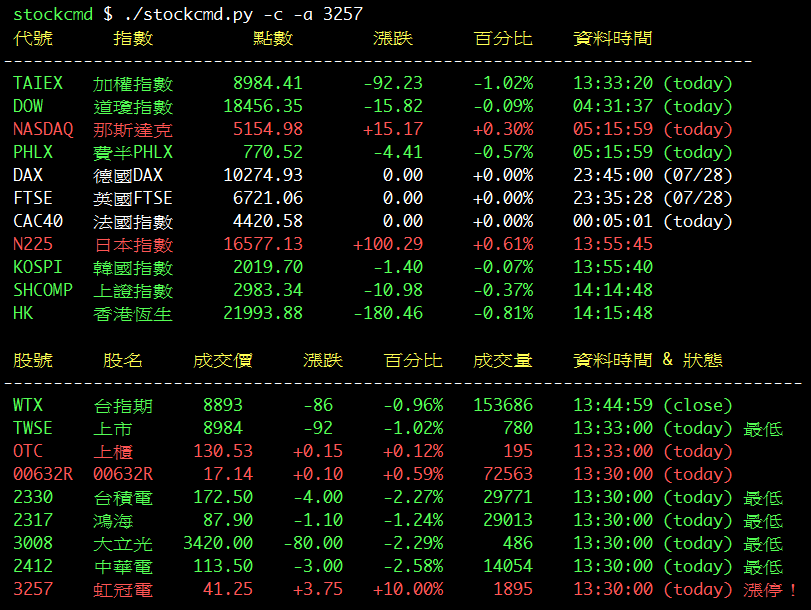 stockcmd $ ./stockcmd.py -c -a 3257
代號 指數 點數 漲跌 百分比 資料時間
--------------------------------------------------------------------------
TAIEX 加權指數 8984.41 -92.23 -1.02% 13:33:20 (today)
DOW 道瓊指數 18456.35 -15.82 -0.09% 04:31:37 (today)
NASDAQ 那斯達克 5154.98 +15.17 +0.30% 05:15:59 (today)
PHLX 費半PHLX 770.52 -4.41 -0.57% 05:15:59 (today)
DAX 德國DAX 10274.93 0.00 +0.00% 23:45:00 (07/28)
FTSE 英國FTSE 6721.06 0.00 +0.00% 23:35:28 (07/28)
CAC40 法國指數 4420.58 0.00 +0.00% 00:05:01 (today)
N225 日本指數 16577.13 +100.29 +0.61% 13:55:45
KOSPI 韓國指數 2019.70 -1.40 -0.07% 13:55:40
SHCOMP 上證指數 2983.34 -10.98 -0.37% 14:14:48
HK 香港恆生 21993.88 -180.46 -0.81% 14:15:48
股號 股名 成交價 漲跌 百分比 成交量 資料時間 & 狀態
--------------------------------------------------------------------------------
WTX 台指期 8893 -86 -0.96% 153686 13:44:59 (close)
TWSE 上市 8984 -92 -1.02% 780 13:33:00 (today) 最低
OTC 上櫃 130.53 +0.15 +0.12% 195 13:33:00 (today)
00632R 00632R 17.14 +0.10 +0.59% 72563 13:30:00 (today)
2330 台積電 172.50 -4.00 -2.27% 29771 13:30:00 (today) 最低
2317 鴻海 87.90 -1.10 -1.24% 29013 13:30:00 (today) 最低
3008 大立光 3420.00 -80.00 -2.29% 486 13:30:00 (today) 最低
2412 中華電 113.50 -3.00 -2.58% 14054 13:30:00 (today) 最低
3257 虹冠電 41.25 +3.75 +10.00% 1895 13:30:00 (today) 漲停！